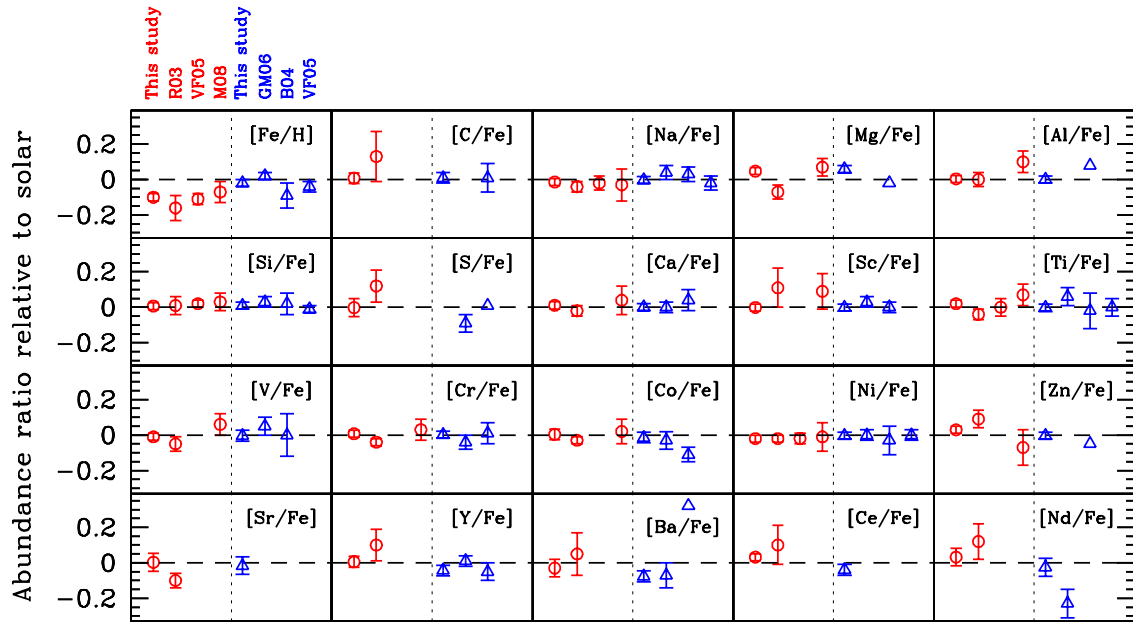 This study
R03
VF05
M08
This study
GM06
B04
VF05
Abundance ratio relative to solar
[Fe/H] [C/Fe] [Na/Fe] [Mg/Fe] [Al/Fe]
0.2
0
−0.2
[Si/Fe] [S/Fe] [Ca/Fe] [Sc/Fe] [Ti/Fe]
0.2
0
−0.2
[V/Fe] [Cr/Fe] [Co/Fe] [Ni/Fe] [Zn/Fe]
0.2
0
−0.2
[Sr/Fe] [Y/Fe] [Ba/Fe] [Ce/Fe] [Nd/Fe]
0.2
0
−0.2